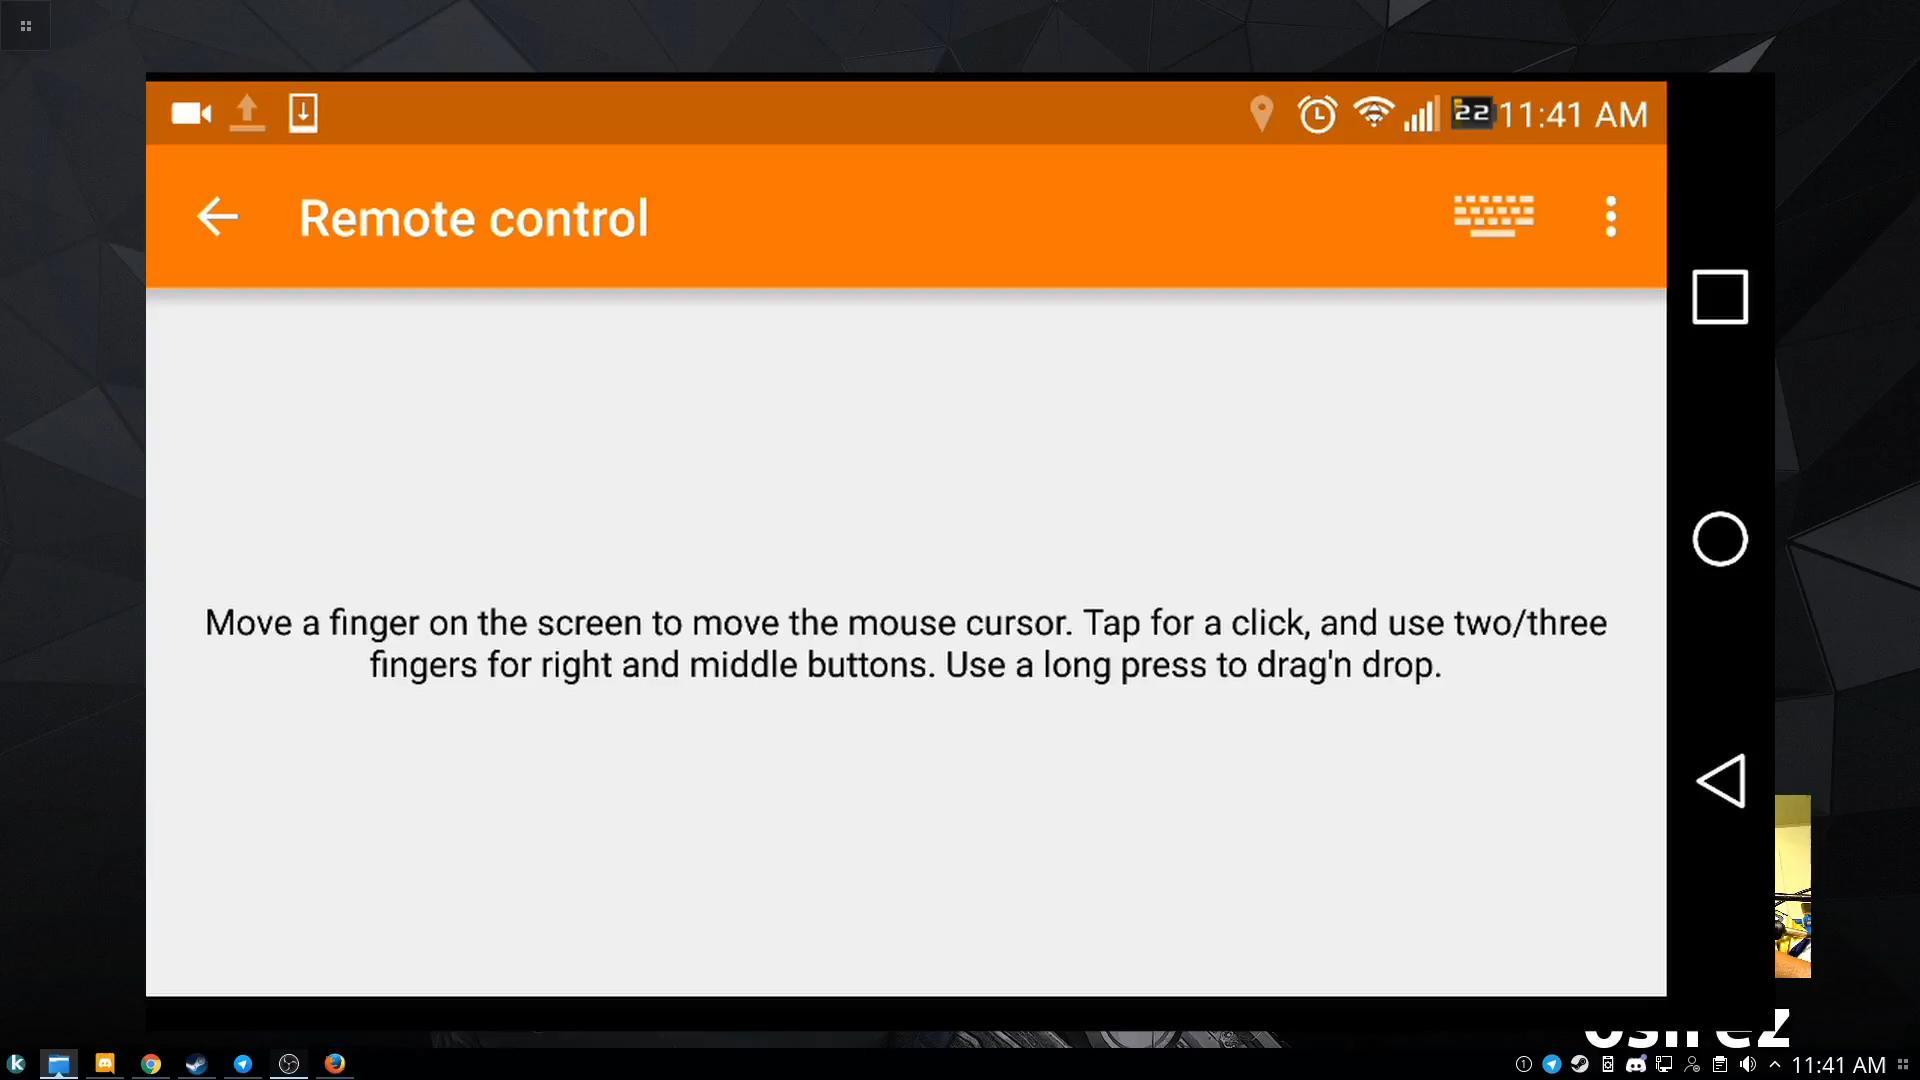 22 11:41 AM
Remote control
Move a finger on the screen to move the mouse cursor. Tap for a click, and use two/three
fingers for right and middle buttons. Use a long press to drag'n drop.
11:41 AM